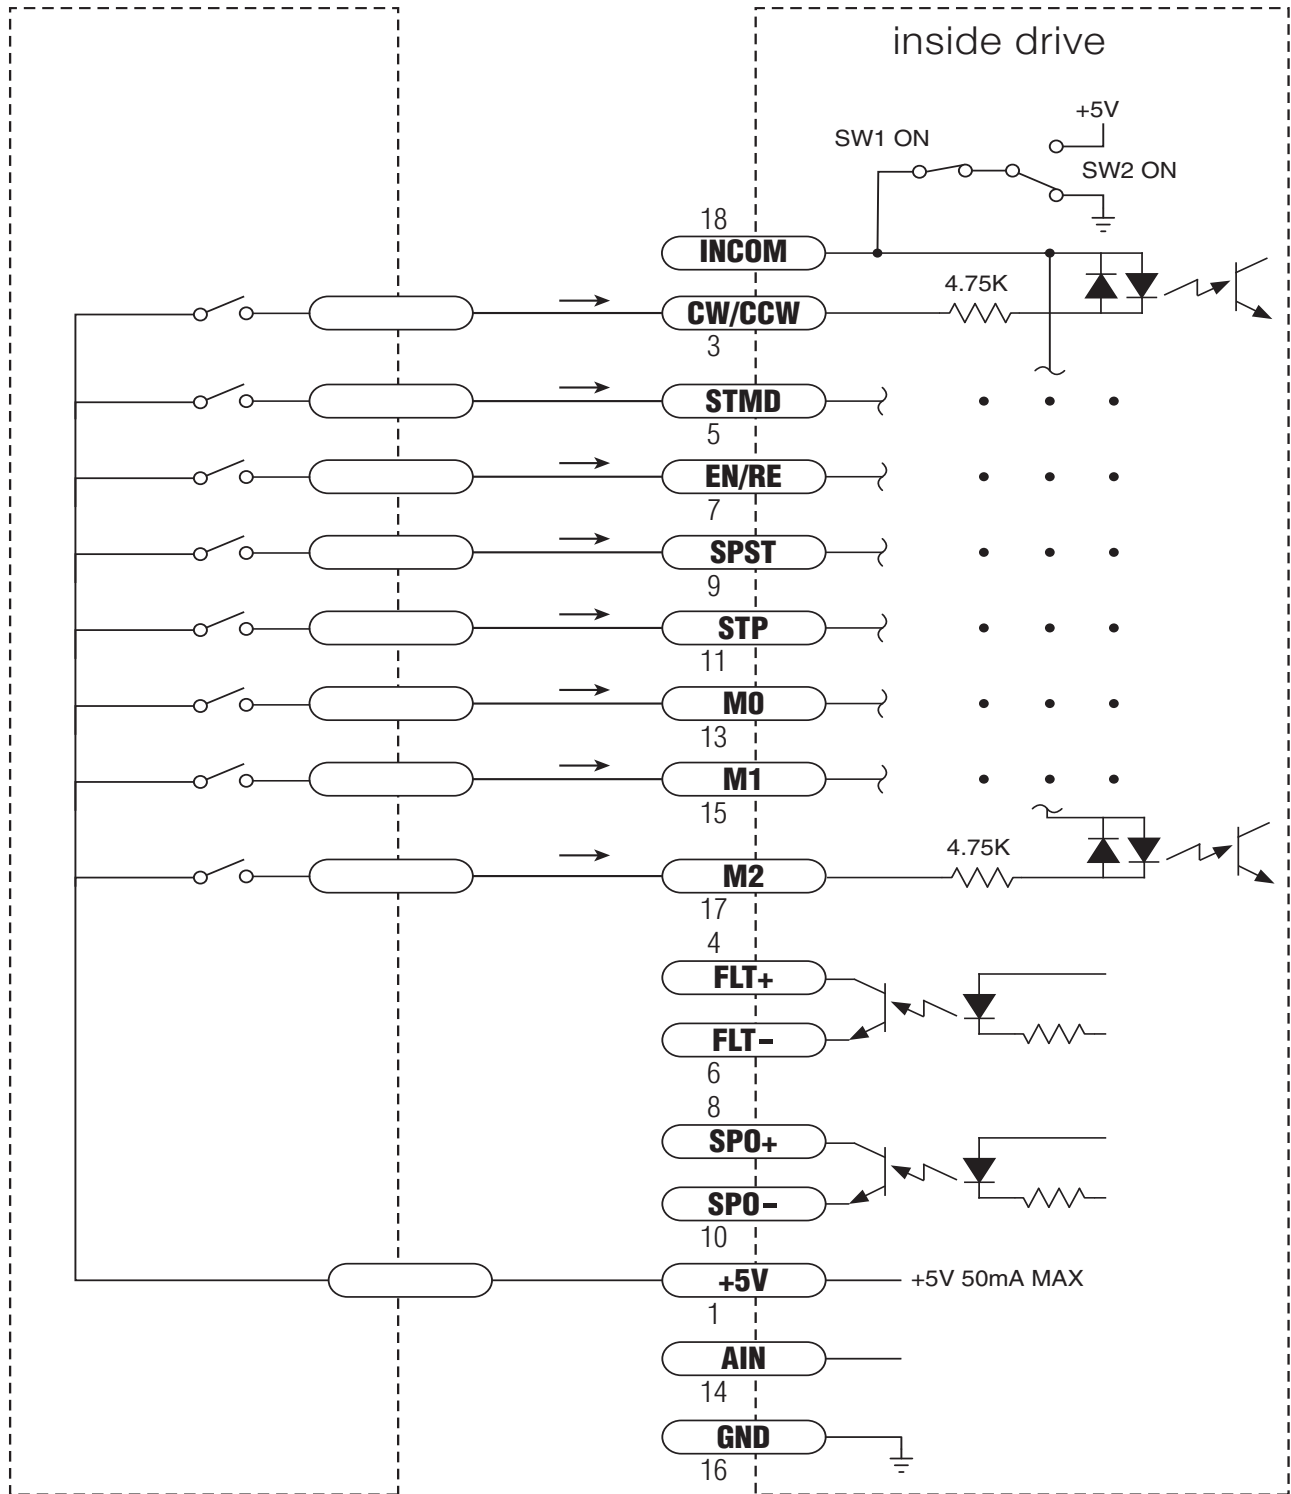 inside drive
+5V
SW1 ON
SW2 ON
18
INCOM
4.75K
CW/CCW
3
STMD
5
EN/RE
7
SPST
9
STP
11
M0
13
M1
15
4.75K
M2
17
4
FLT+
FLT-
6
8
SPO+
SPO-
10
+5V
+5V 50mA MAX
1
AIN
14
GND
16